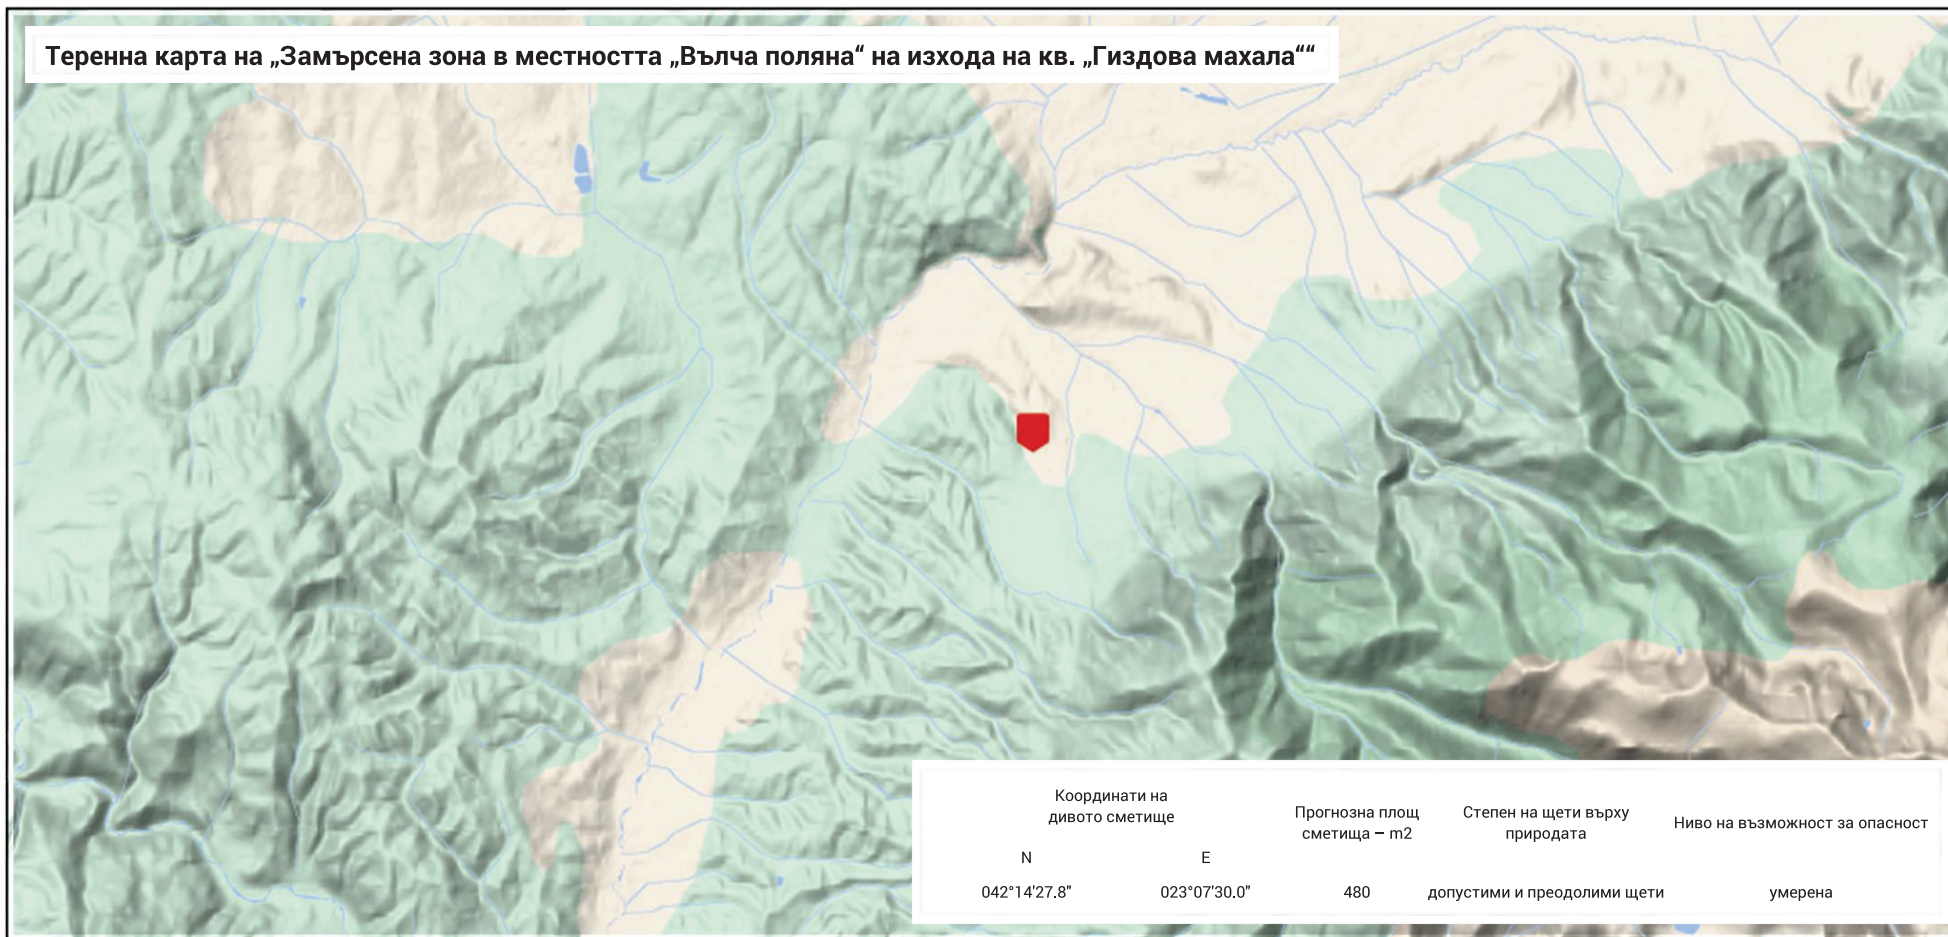 Теренна карта на „Замърсена зона в местността „Вълча поляна“ на изхода на кв. „Гиздова махала““
Координати на
дивото сметище
N
E
Прогнозна площ
сметища – m2
Степен на щети върху
природата
Ниво на възможност за опасност
042°14'27.8"
023°07'30.0"
480
допустими и преодолими щети
умерена